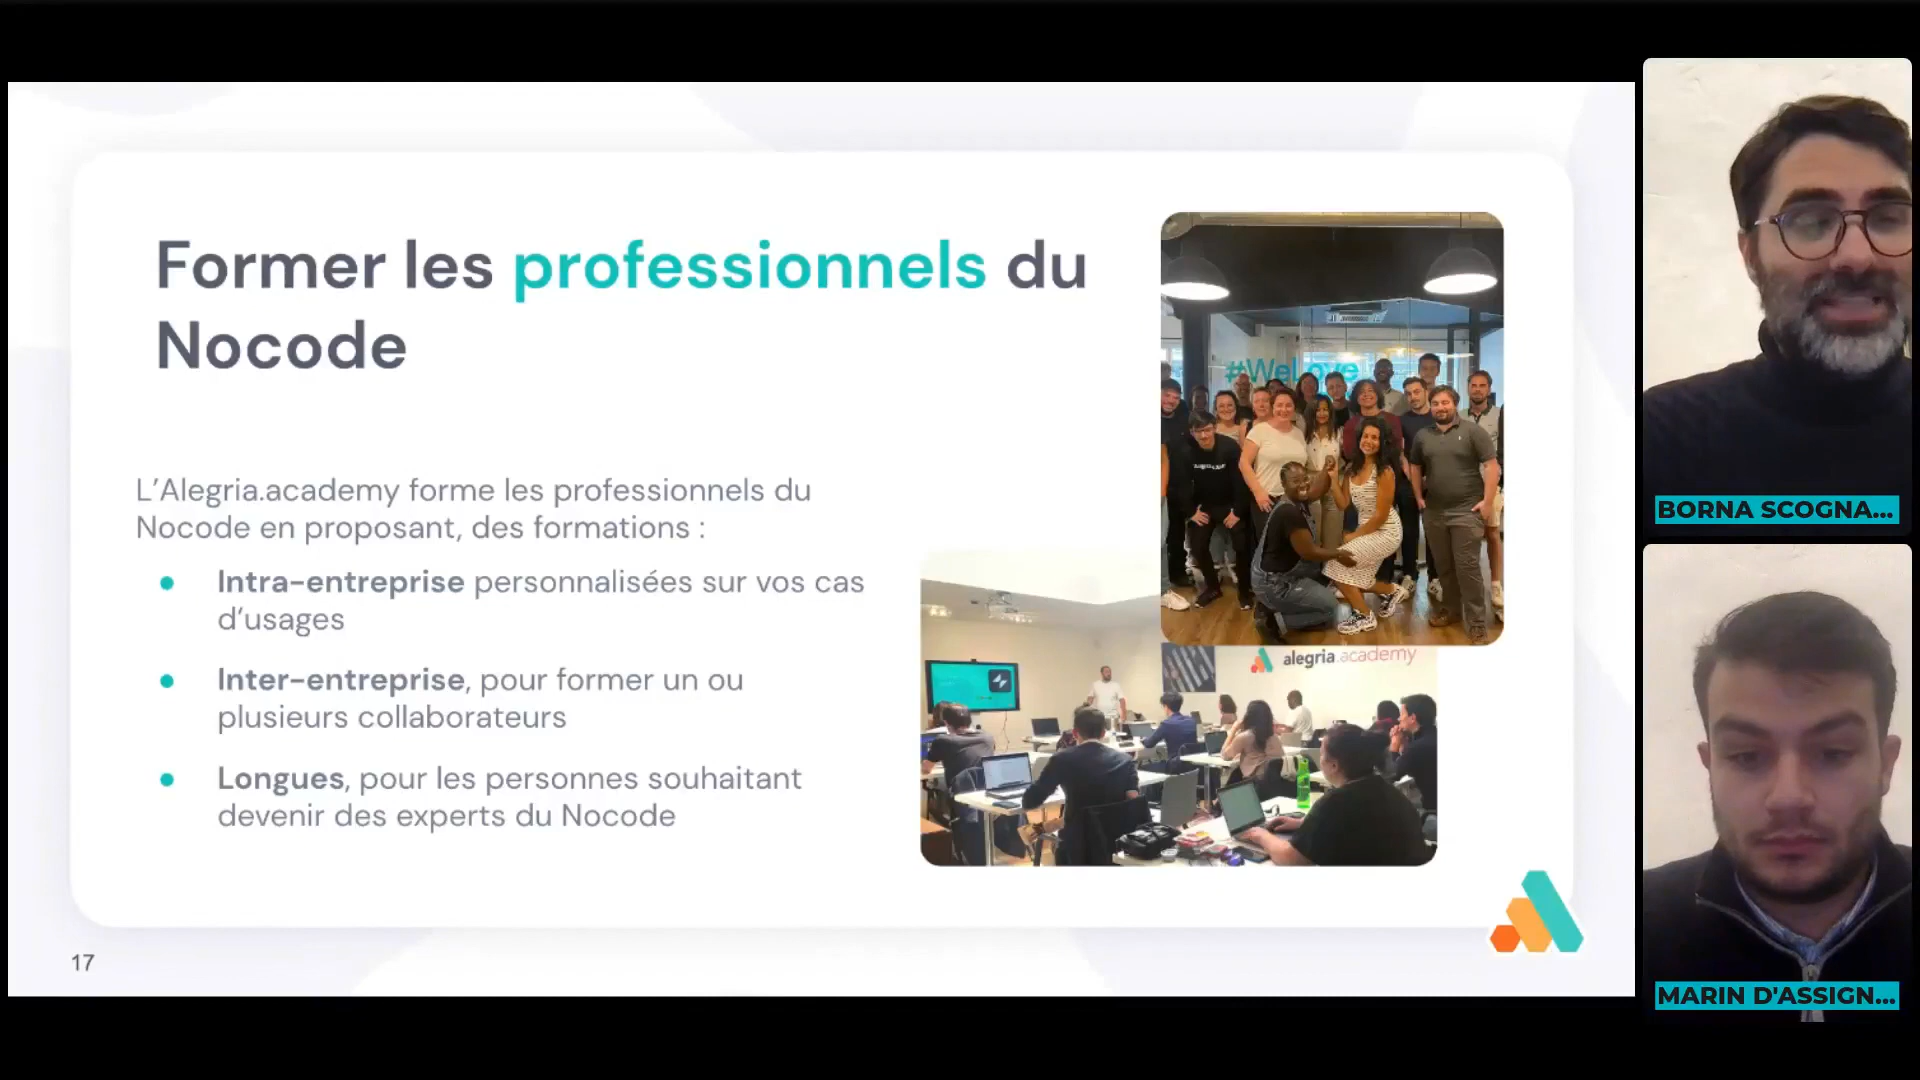 Former les professionnels du
Nocode
L’Alegria.academy forme les professionnels du
Nocode en proposant, des formations :
● Intra-entreprise personnalisées sur vos cas
d’usages
● Inter-entreprise, pour former un ou
plusieurs collaborateurs
● Longues, pour les personnes souhaitant
devenir des experts du Nocode
#WeLove
alegria.academy
17
BORNA SCOGNA...
MARIN D'ASSIGN...